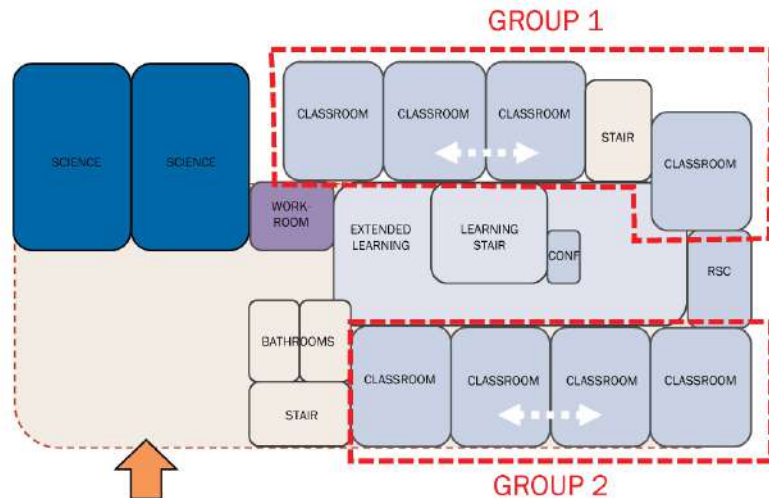 GROUP 1
CLASSROOM
CLASSROOM
CLASSROOM
STAIR
CLASSROOM
SCIENCE
SCIENCE
WORK-
ROOM
EXTENDED
LEARNING
LEARNING
STAIR
CONF
RSC
BATHROOMS
STAIR
CLASSROOM
CLASSROOM
CLASSROOM
CLASSROOM
GROUP 2